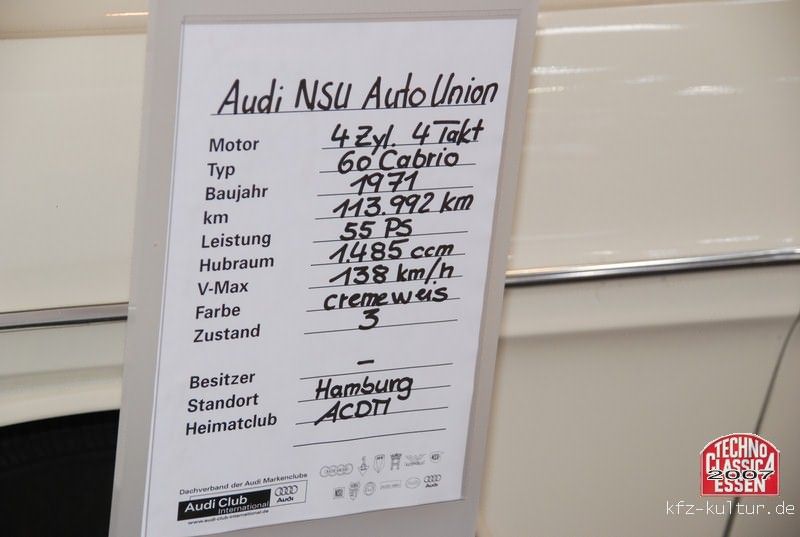 Audi NSU Auto Union
Motor 4 Zyl. 4 Takt
Typ 60 Cabrio
Baujahr 1971
km 113.992 km
Leistung 55 PS
Hubraum 1.485 ccm
V-Max 138 km/h
Farbe cremeweis
Zustand 3
Besitzer –
Standort Hamburg
Heimatclub ACDM
Dachverband der Audi Markenclubs
Audi Club
International
Audi
www.audi-club-international.de
TECHNO
CLASSICA
2007
ESSEN
kfz-kultur.de